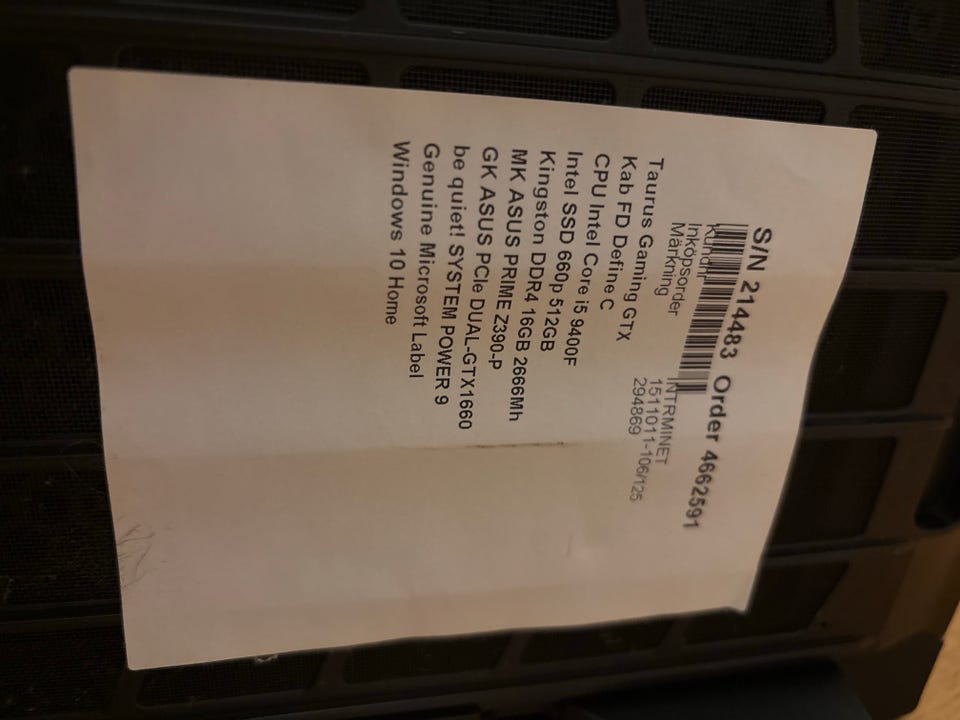 S/N 214483 Order 4662591
Kundnr INTRMINET
Inköpsorder 1511011-106/125
Märkning 294869
Taurus Gaming GTX
Kab FD Define C
CPU Intel Core i5 9400F
Intel SSD 660p 512GB
Kingston DDR4 16GB 2666Mh
MK ASUS PRIME Z390-P
GK ASUS PCIe DUAL-GTX1660
be quiet! SYSTEM POWER 9
Genuine Microsoft Label
Windows 10 Home